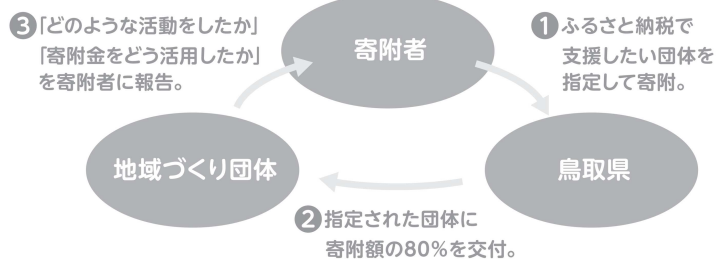 ❸「どのような活動をしたか」
「寄附金をどう活用したか」
を寄附者に報告。
寄附者
❶ふるさと納税で
支援したい団体を
指定して寄附。
地域づくり団体
鳥取県
❷指定された団体に
寄附額の80%を交付。